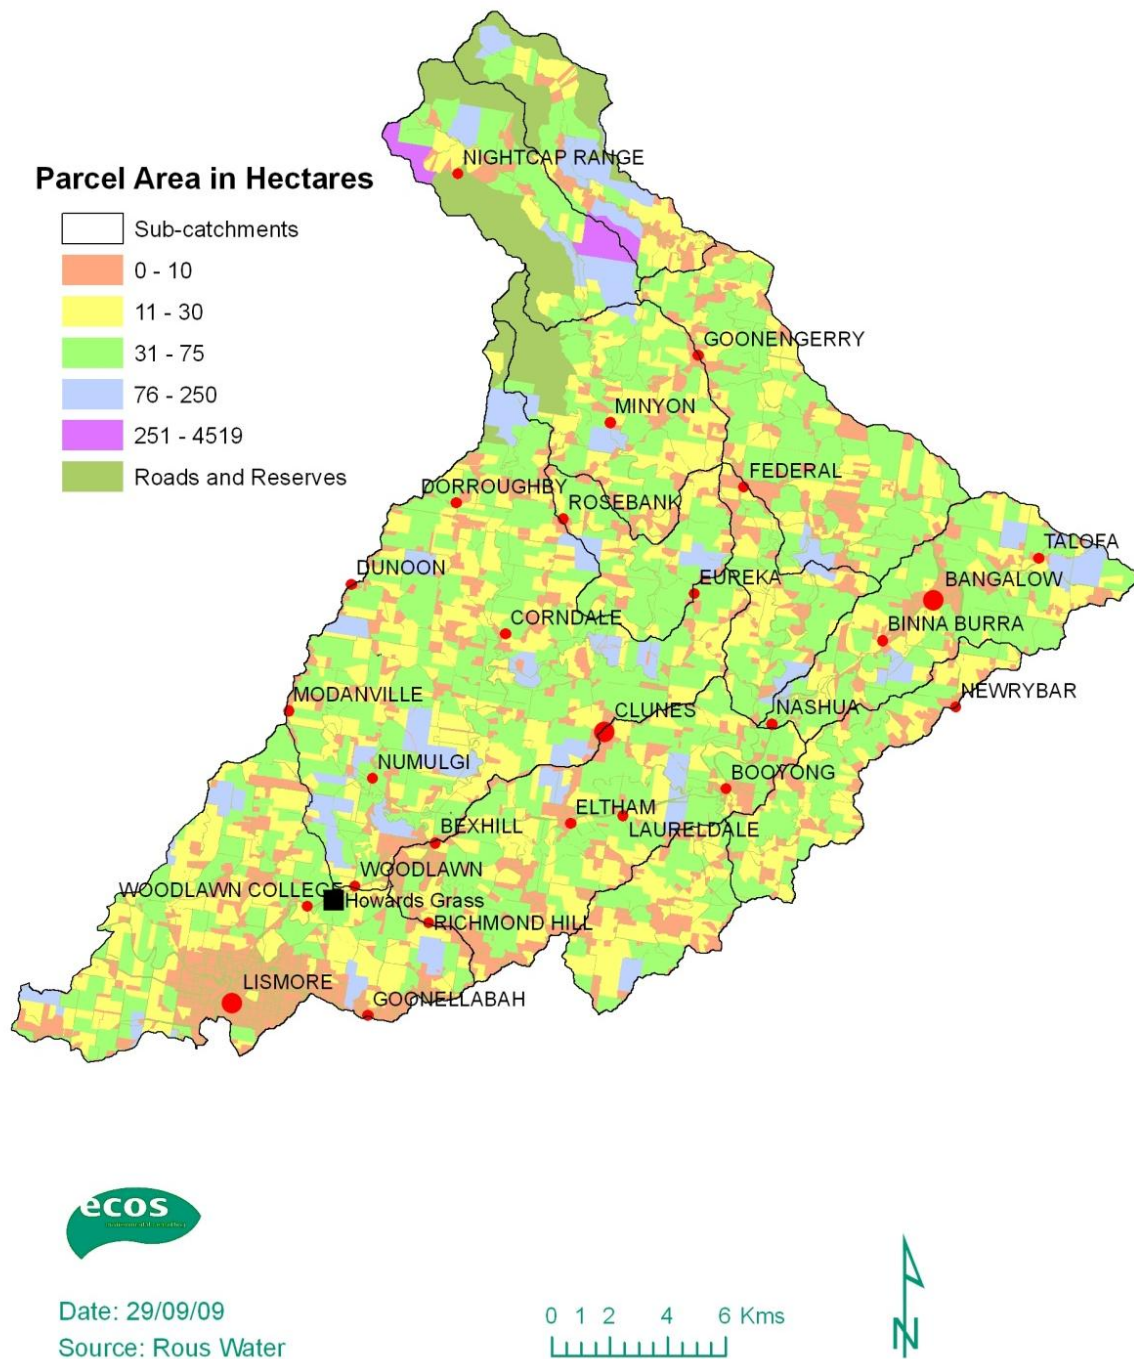 NIGHTCAP RANGE
Parcel Area in Hectares
Sub-catchments
0 - 10
11 - 30
31 - 75
76 - 250
251 - 4519
Roads and Reserves
GOONENGERRY
MINYON
FEDERAL
DORROUGHBY
ROSEBANK
TALOFA
DUNOON
EUREKA
BANGALOW
CORNDALE
BINNA BURRA
MODANVILLE
CLUNES
NASHUA
NEWRYBAR
NUMULGI
BOOYONG
ELTHAM
BEXHILL
LAURELDALE
WOODLAWN
WOODLAWN COLLEGE
Howards Grass
RICHMOND HILL
LISMORE
GOONELLABAH
ecos
Date: 29/09/09
Source: Rous Water
0 1 2 4 6 Kms
N